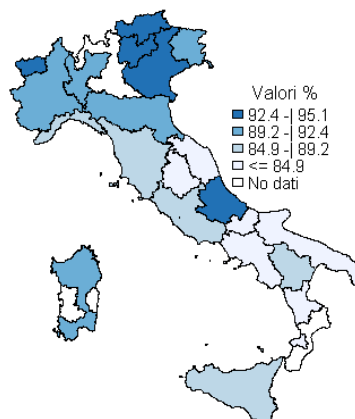 Valori %
92.4 -| 95.1
89.2 -| 92.4
84.9 -| 89.2
<= 84.9
No dati